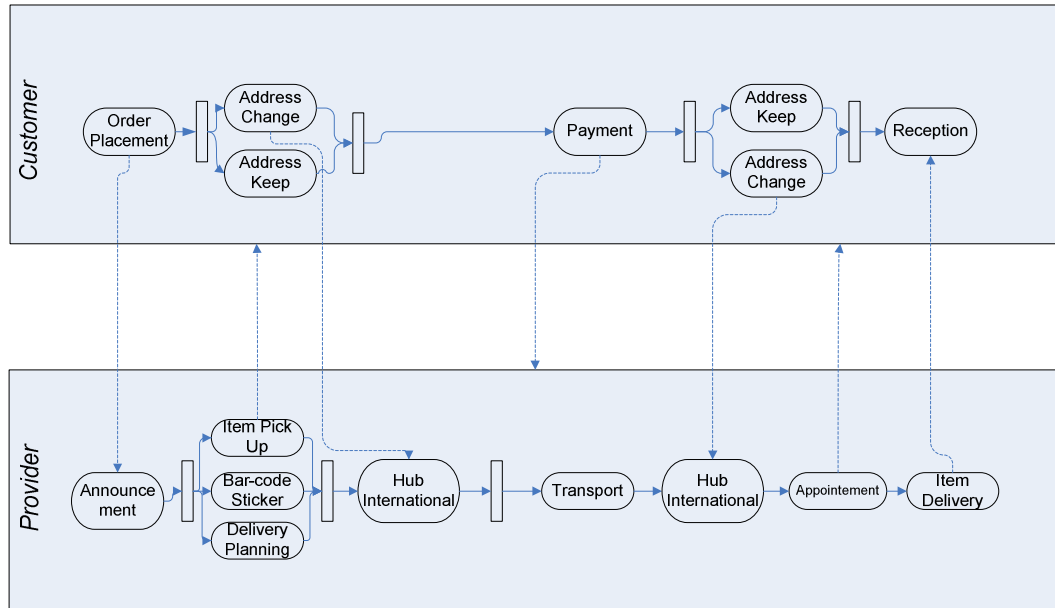 Customer
Order
Placement
Address
Change
Address
Keep
Payment
Address
Keep
Address
Change
Reception
Provider
Announce
ment
Item Pick
Up
Bar-code
Sticker
Delivery
Planning
Hub
International
Transport
Hub
International
Appointement
Item
Delivery